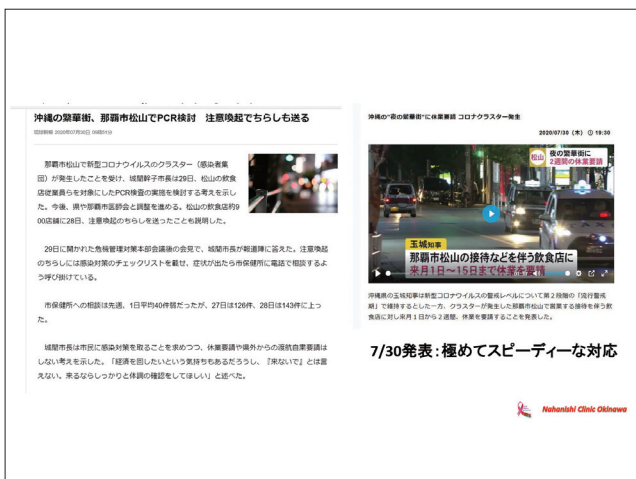 沖縄の繁華街、那覇市松山でPCR検討　注意喚起でちらしも送る
琉球新報 2020年07月30日 06時51分
那覇市松山で新型コロナウイルスのクラスター（感染者集
団）が発生したことを受け、城間幹子市長は29日、松山の飲食
店従業員らを対象にしたPCR検査の実施を検討する考えを示し
た。今後、県や那覇市医師会と調整を進める。松山の飲食店約9
00店舗に28日、注意喚起のちらしを送ったことも説明した。
29日に開かれた危機管理対策本部会議後の会見で、城間市長が報道陣に答えた。注意喚起
のちらしには感染対策のチェックリストを載せ、症状が出たら市保健所に電話で相談するよ
う呼び掛けている。
市保健所への相談は先週、1日平均40件弱だったが、27日は126件、28日は143件に上っ
た。
城間市長は市民に感染対策を取ることを求めつつ、休業要請や県外からの渡航自粛要請は
しない考えを示した。「経済を回したいという気持ちもあるだろうし、『来ないで』とは言
えない。来るならしっかりと体調の確認をしてほしい」と述べた。
沖縄の"夜の繁華街"に休業要請 コロナクラスター発生
2020/07/30 (木) 19:30
松山
夜の繁華街に
2週間の休業要請
玉城知事
那覇市松山の接待などを伴う飲食店に
来月1日～15日まで休業を要請
沖縄県の玉城知事は新型コロナウイルスの警戒レベルについて第2段階の「流行警戒
期」で維持するとした一方、クラスターが発生した那覇市松山で営業する接待を伴う飲
食店に対し来月1日から2週間、休業を要請することを発表した。
7/30発表：極めてスピーディーな対応
Nahanishi Clinic Okinawa